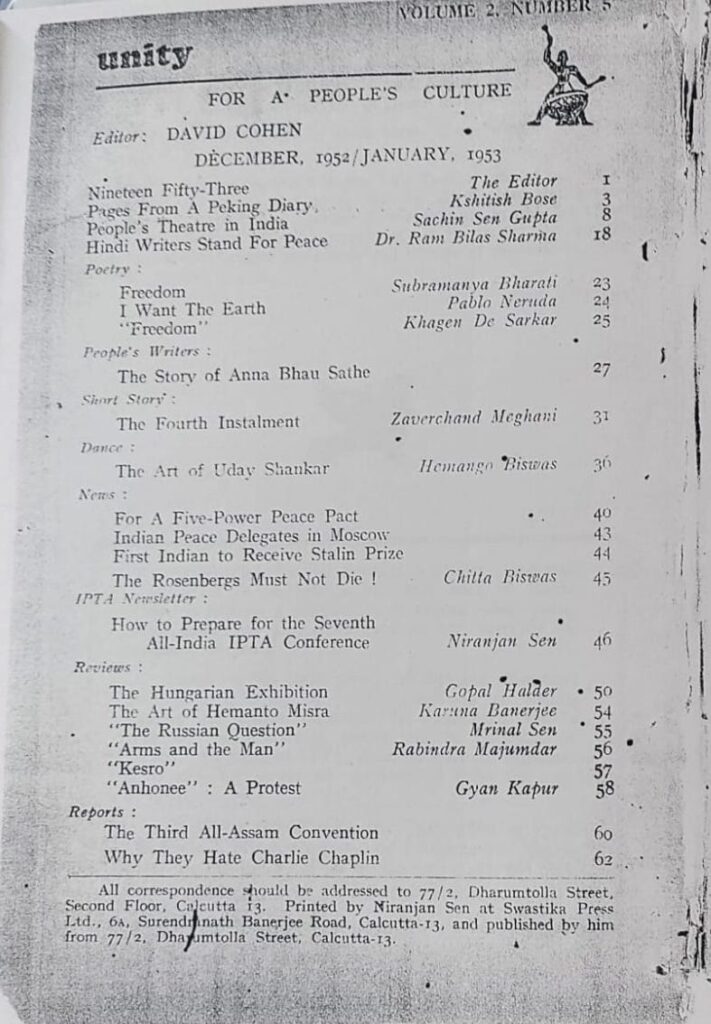 VOLUME 2, NUMBER 5
unity
FOR A PEOPLE'S CULTURE
Editor: DAVID COHEN
DECEMBER, 1952/JANUARY, 1953
Nineteen Fifty-Three The Editor 1
Pages From A Peking Diary Kshitish Bose 3
People's Theatre in India Sachin Sen Gupta 8
Hindi Writers Stand For Peace Dr. Ram Bilas Sharma 18
Poetry :
Freedom Subramanya Bharati 23
I Want The Earth Pablo Neruda 24
"Freedom" Khagen De Sarkar 25
People's Writers :
The Story of Anna Bhau Sathe 27
Short Story :
The Fourth Instalment Zaverchand Meghani 31
Dance :
The Art of Uday Shankar Hemango Biswas 36
News :
For A Five-Power Peace Pact 40
Indian Peace Delegates in Moscow 43
First Indian to Receive Stalin Prize 44
The Rosenbergs Must Not Die ! Chitta Biswas 45
IPTA Newsletter :
How to Prepare for the Seventh
All-India IPTA Conference Niranjan Sen 46
Reviews :
The Hungarian Exhibition Gopal Halder 50
The Art of Hemanto Misra Karuna Banerjee 54
"The Russian Question" Mrinal Sen 55
"Arms and the Man" Rabindra Majumdar 56
"Kesro" 57
"Anhonee" : A Protest Gyan Kapur 58
Reports :
The Third All-Assam Convention 60
Why They Hate Charlie Chaplin 62
All correspondence should be addressed to 77/2, Dharumtolla Street,
Second Floor, Calcutta 13. Printed by Niranjan Sen at Swastika Press
Ltd., 6A, Surendranath Banerjee Road, Calcutta-13, and published by him
from 77/2, Dharumtolla Street, Calcutta-13.